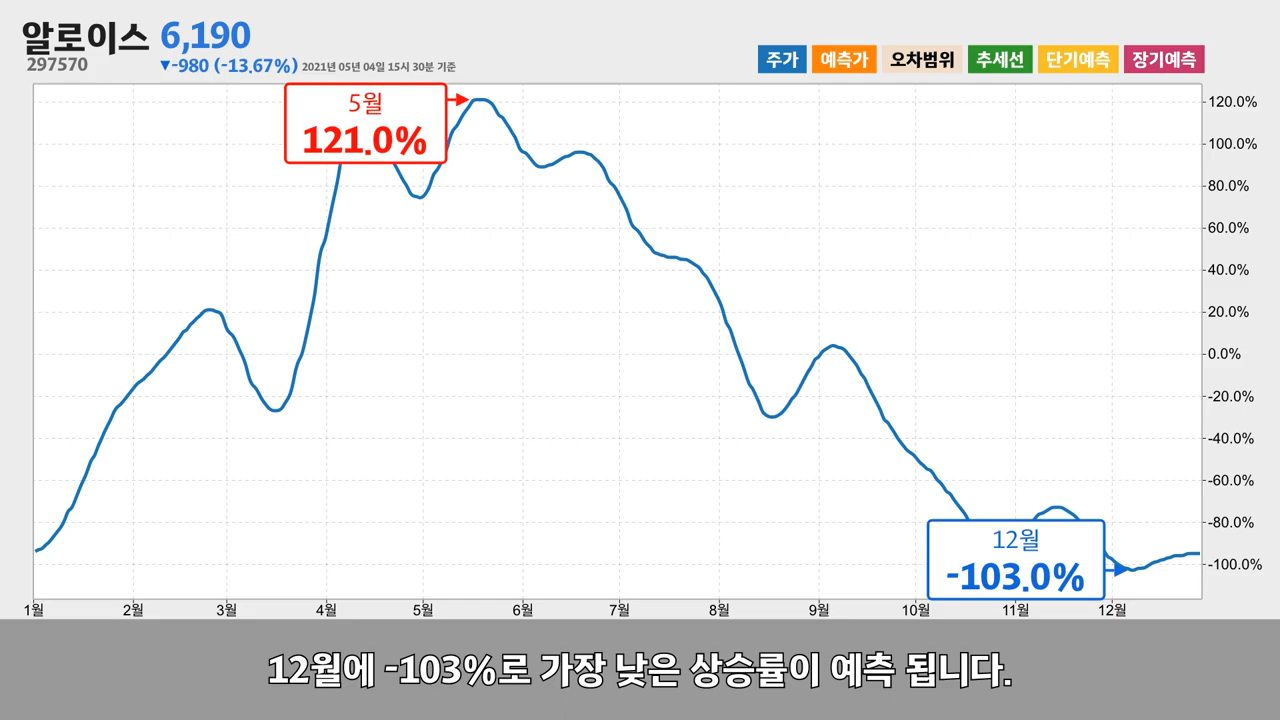 알로이스 6,190
297570 ▼-980 (-13.67%) 2021년 05년 04일 15시 30분 기준
주가 예측가 오차범위 추세선 단기예측 장기예측
5월
121.0%
120.0%
100.0%
80.0%
60.0%
40.0%
20.0%
0.0%
-20.0%
-40.0%
-60.0%
-80.0%
-100.0%
12월
-103.0%
1월 2월 3월 4월 5월 6월 7월 8월 9월 10월 11월 12월
12월에 -103%로 가장 낮은 상승률이 예측 됩니다.